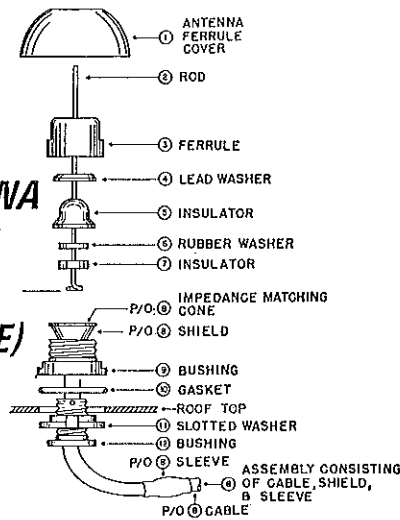 ① ANTENNA
FERRULE
COVER
② ROD
③ FERRULE
④ LEAD WASHER
NA
⑤ INSULATOR
⑥ RUBBER WASHER
⑦ INSULATOR
P/O ⑧ IMPEDANCE MATCHING
CONE
P/O ⑧ SHIELD
E)
⑨ BUSHING
⑩ GASKET
ROOF TOP
⑪ SLOTTED WASHER
⑫ BUSHING
P/O ⑧ SLEEVE
⑧ ASSEMBLY CONSISTING
OF CABLE, SHIELD,
& SLEEVE
P/O ⑧ CABLE